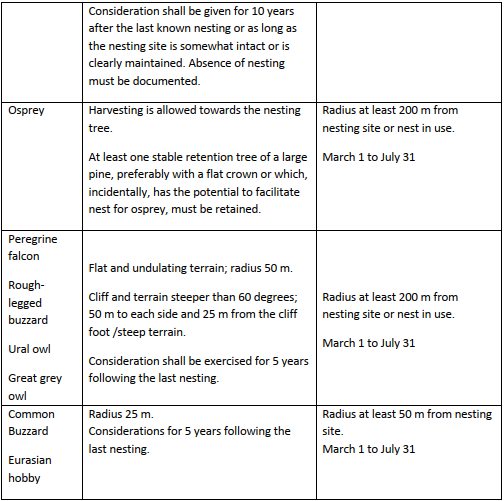 Consideration shall be given for 10 years
after the last known nesting or as long as
the nesting site is somewhat intact or is
clearly maintained. Absence of nesting
must be documented.
Osprey
Harvesting is allowed towards the nesting
tree.
At least one stable retention tree of a large
pine, preferably with a flat crown or which,
incidentally, has the potential to facilitate
nest for osprey, must be retained.
Radius at least 200 m from
nesting site or nest in use.
March 1 to July 31
Peregrine
falcon
Rough-
legged
buzzard
Ural owl
Great grey
owl
Flat and undulating terrain; radius 50 m.
Cliff and terrain steeper than 60 degrees;
50 m to each side and 25 m from the cliff
foot /steep terrain.
Consideration shall be exercised for 5 years
following the last nesting.
Radius at least 200 m from
nesting site or nest in use.
March 1 to July 31
Common
Buzzard
Eurasian
hobby
Radius 25 m.
Considerations for 5 years following the
last nesting.
Radius at least 50 m from nesting
site.
March 1 to July 31